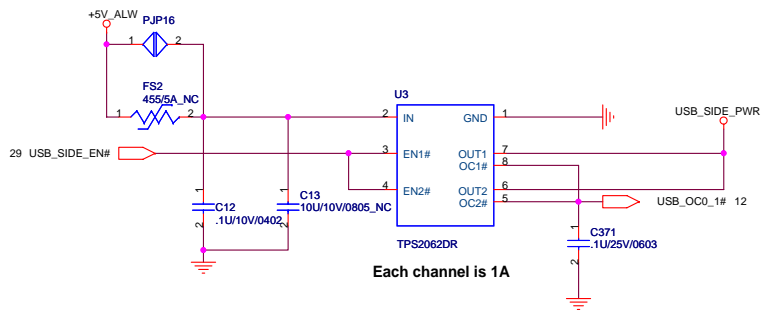 +5V_ALW
PJP16
1 2
FS2
455/5A_NC
1 2
U3
2 IN GND 1
USB_SIDE_PWR
29 USB_SIDE_EN#
3 EN1# OUT1 7
OC1# 8
4 EN2# OUT2 6
OC2# 5
USB_OC0_1# 12
1 C12
.1U/10V/0402
2
1 C13
10U/10V/0805_NC
2
TPS2062DR
1 C371
.1U/25V/0603
2
Each channel is 1A